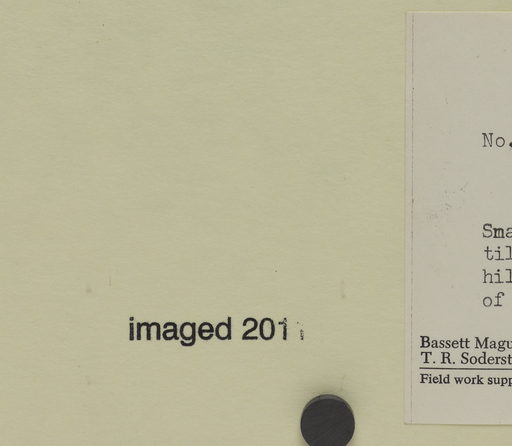 No.
Sma
til
hil
of
imaged 201
Bassett Magu
T. R. Soderst
Field work supp